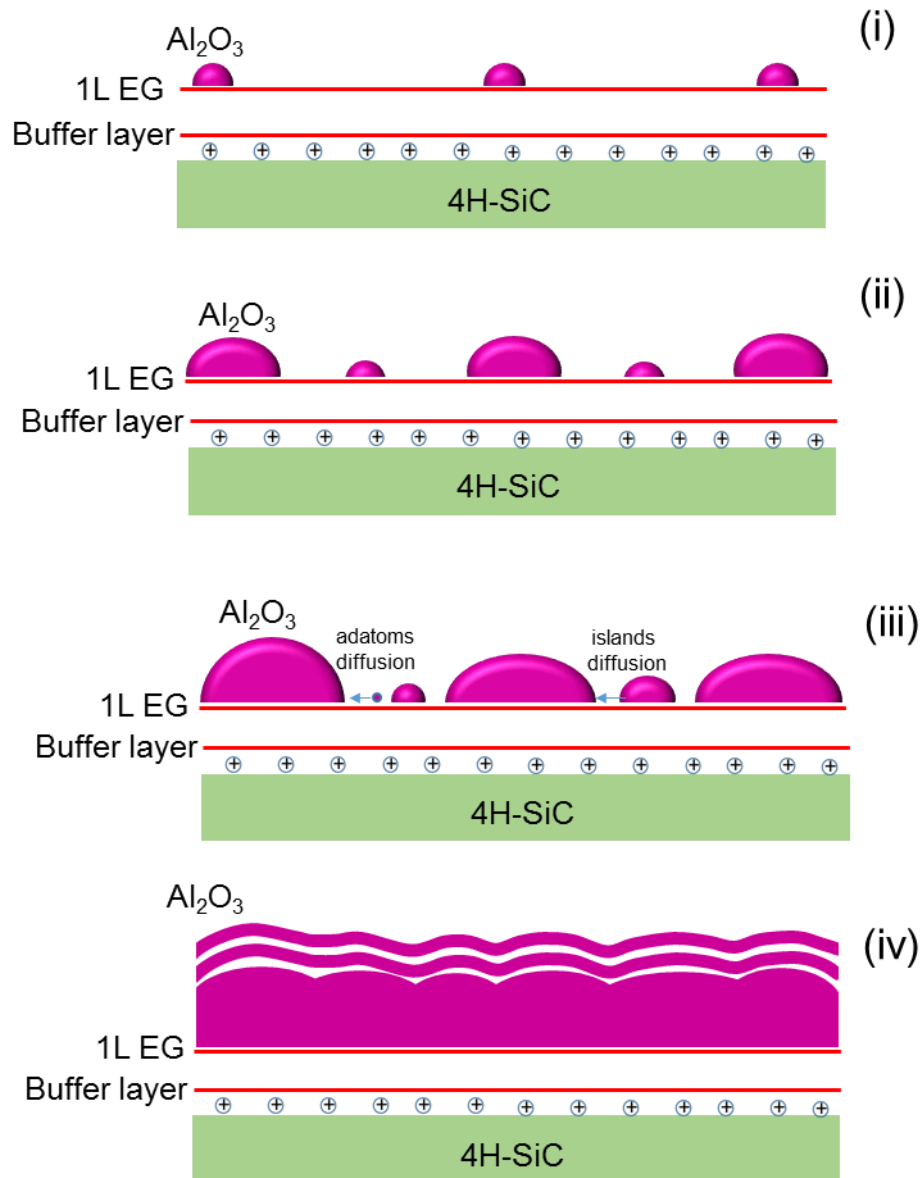 (i)
Al₂O₃
1L EG
Buffer layer
+ + + + + + + + + + + + +
4H-SiC
(ii)
Al₂O₃
1L EG
Buffer layer
+ + + + + + + + + + + + +
4H-SiC
(iii)
Al₂O₃
adatoms
diffusion
islands
diffusion
1L EG
Buffer layer
+ + + + + + + + + + + + +
4H-SiC
Al₂O₃
(iv)
1L EG
Buffer layer
+ + + + + + + + + + + + +
4H-SiC